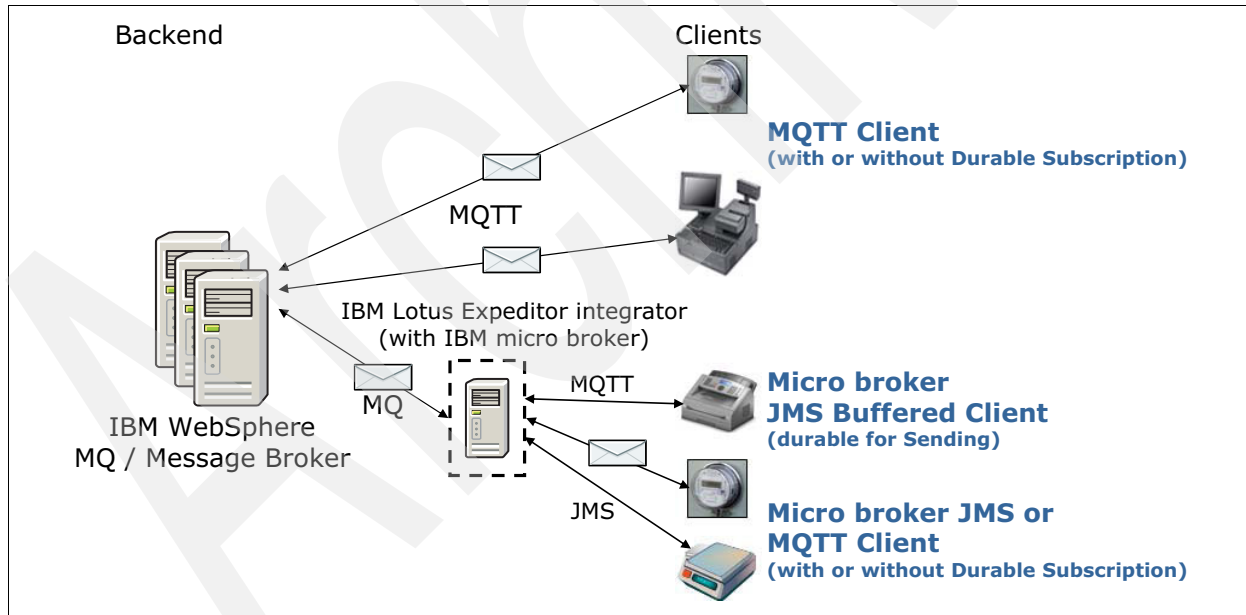 Backend
Clients
MQTT Client
(with or without Durable Subscription)
MQTT
IBM Lotus Expeditor integrator
(with IBM micro broker)
MQ
IBM WebSphere
MQ / Message Broker
MQTT
Micro broker
JMS Buffered Client
(durable for Sending)
JMS
Micro broker JMS or
MQTT Client
(with or without Durable Subscription)